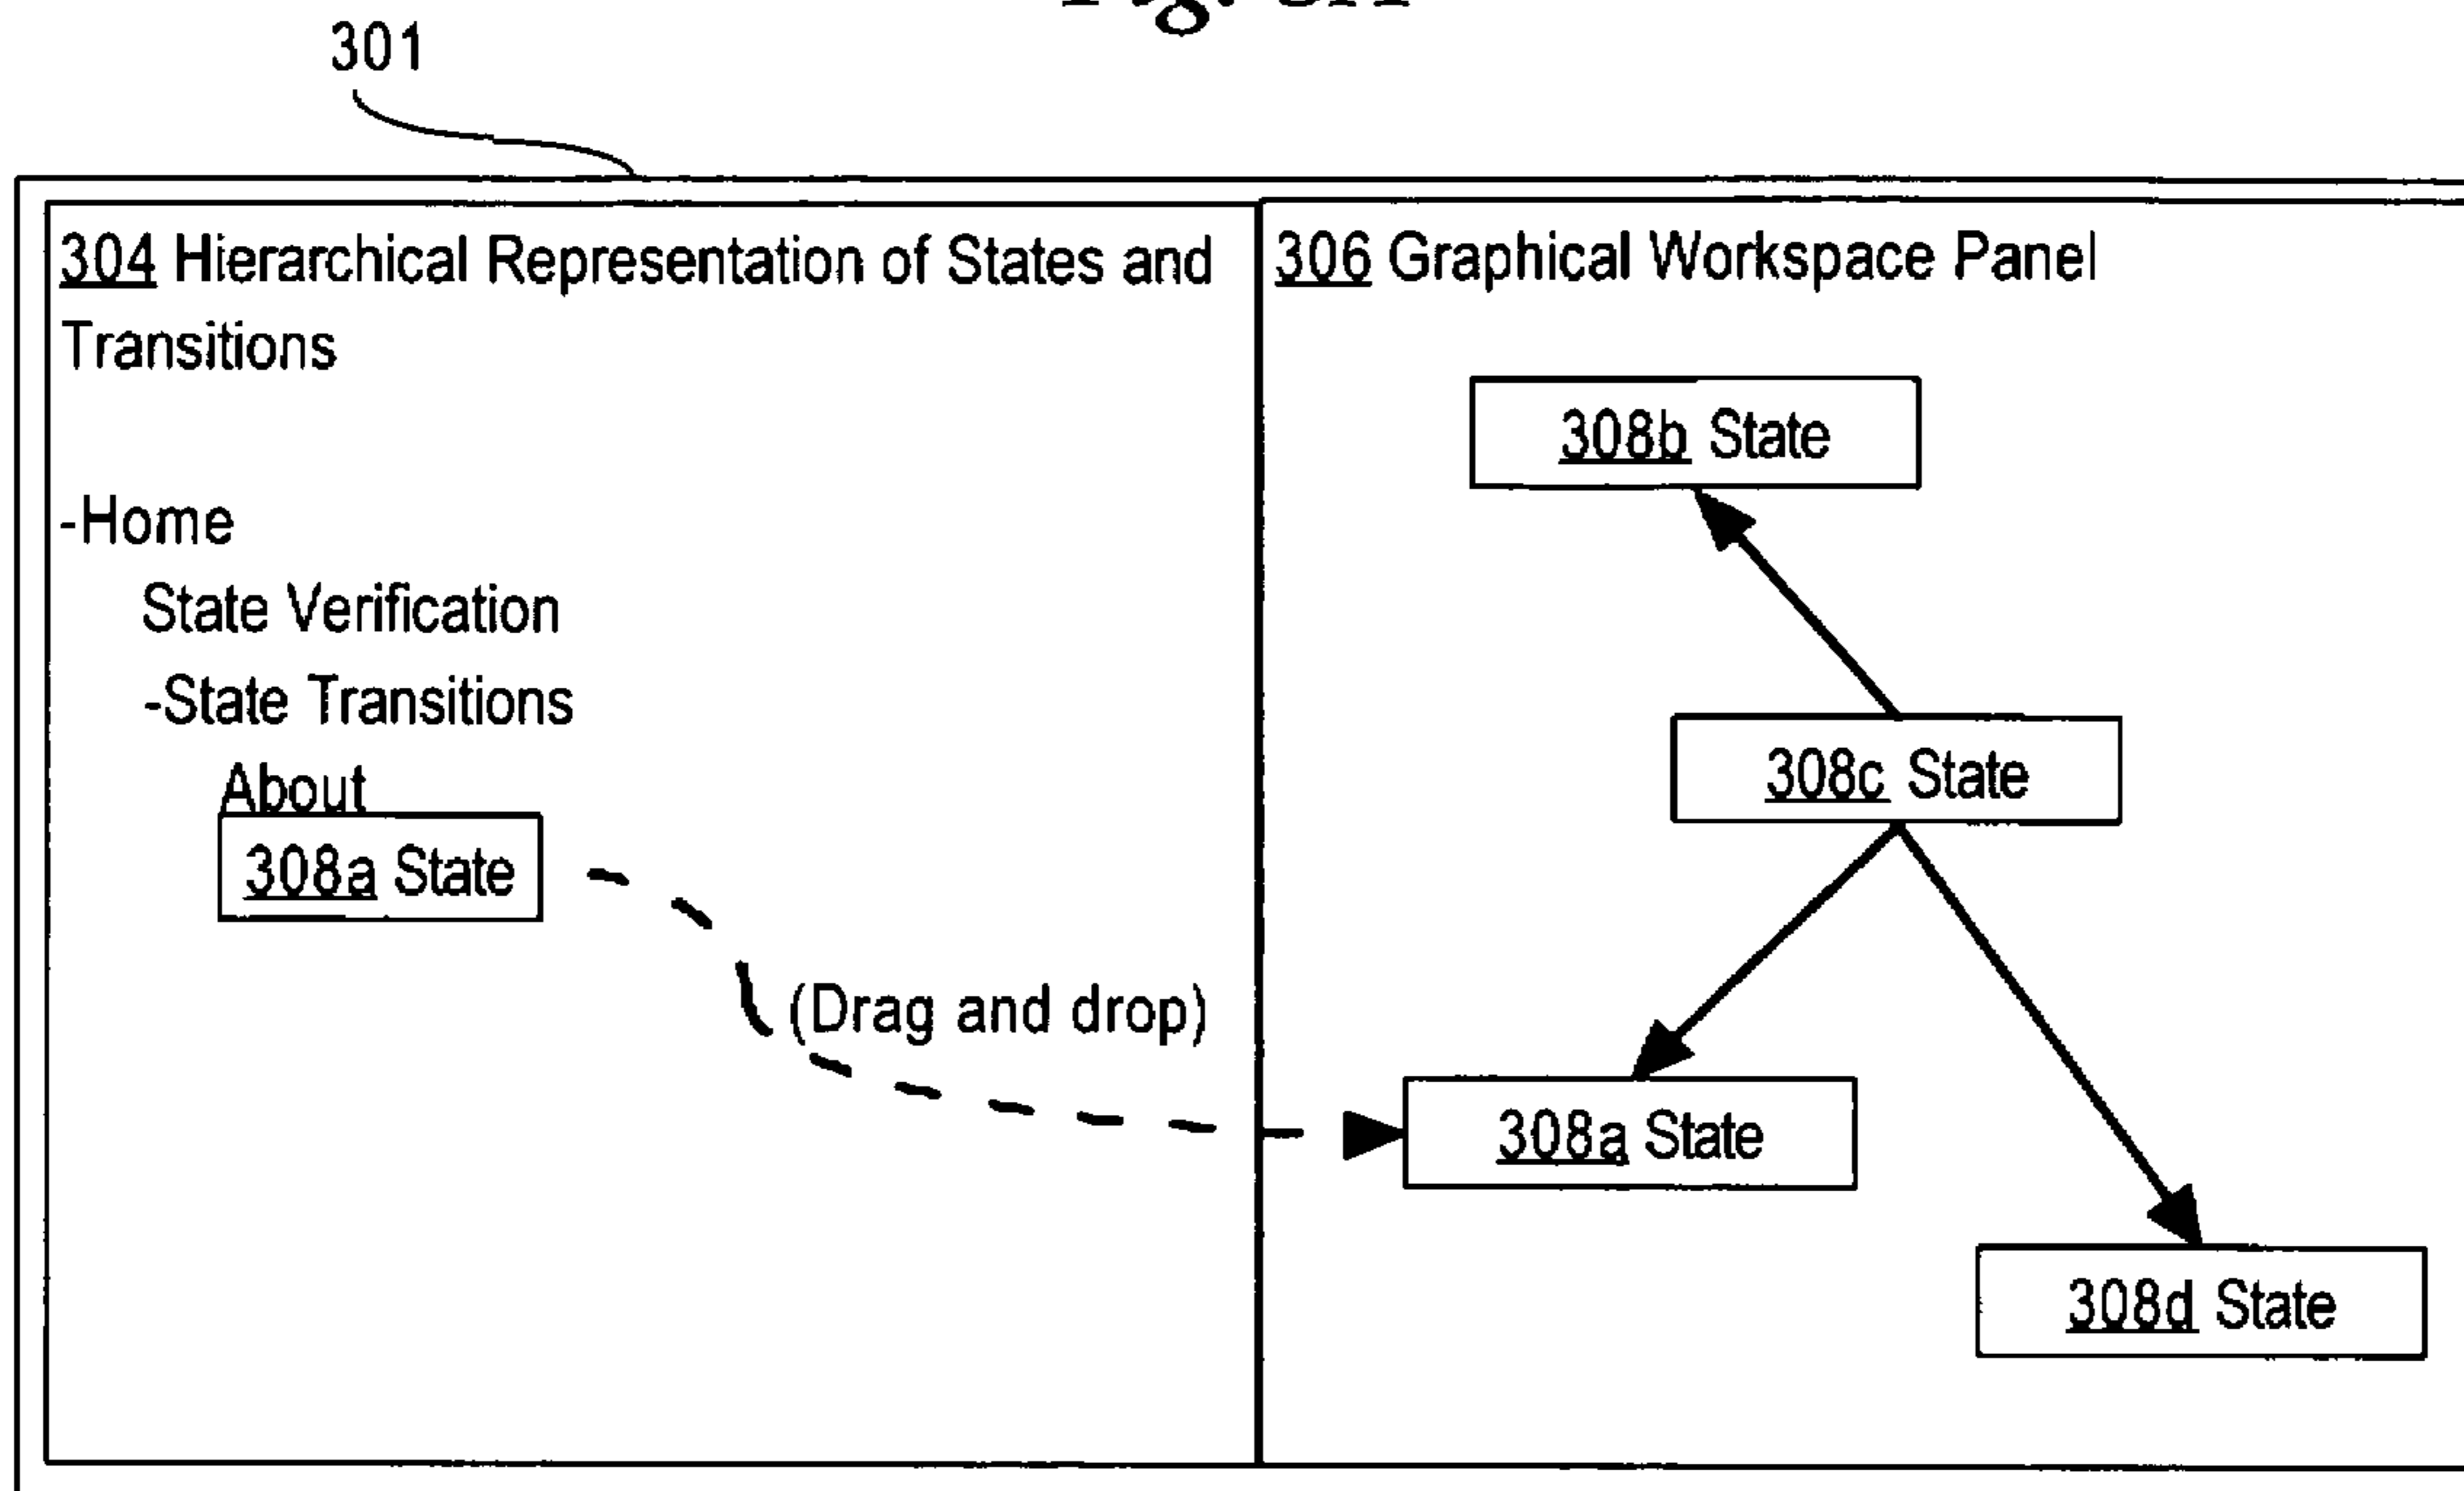 301
304 Hierarchical Representation of States and
Transitions
-Home
State Verification
-State Transitions
About
308a State
(Drag and drop)
306 Graphical Workspace Panel
308b State
308c State
308a State
308d State